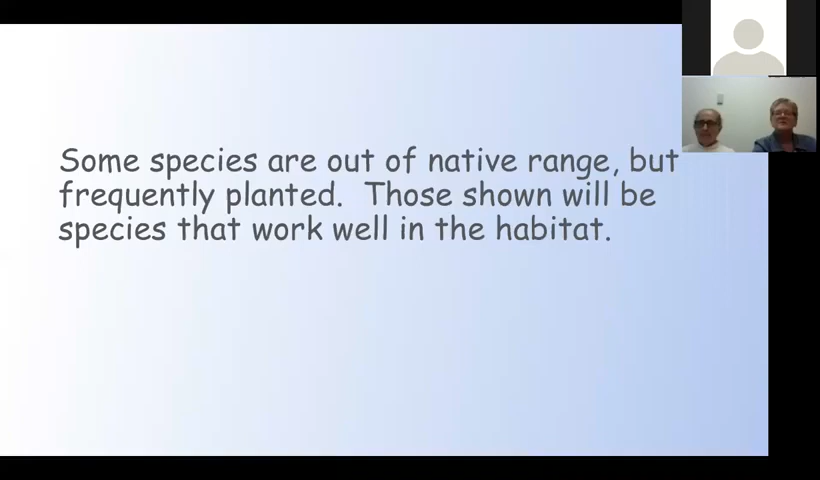 Some species are out of native range, but
frequently planted.  Those shown will be
species that work well in the habitat.